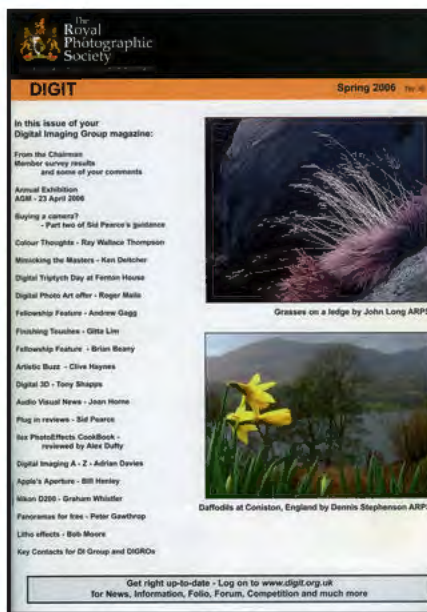 The
Royal
Photographic
Society
DIGIT
Spring 2006
In this issue of your
Digital Imaging Group magazine:
From the Chairman
Member survey results
and some of your comments
Annual Exhibition
AGM - 23 April 2006
Buying a camera?
- Part two of Sid Pearce's guidance
Colour Thoughts - Ray Wallace Thompson
Mimicking the Masters - Ken Deitcher
Digital Triptych Day at Fenton House
Digital Photo Art offer - Roger Maile
Fellowship Feature - Andrew Gagg
Finishing Touches - Gitta Lim
Fellowship Feature - Brian Beany
Artistic Buzz - Clive Haynes
Digital 3D - Tony Shapps
Audio Visual News - Jean Horne
Plug in reviews - Sid Pearce
Ilex PhotoEffects CookBook -
reviewed by Alex Dufty
Digital Imaging A - Z - Adrian Davies
Apple's Aperture - Bill Henley
Nikon D200 - Graham Whistler
Panoramas for free - Peter Gawthrop
Litho effects - Bob Moore
Key Contacts for DI Group and DIGROs
Grasses on a ledge by John Long ARPS
Daffodils at Coniston, England by Dennis Stephenson ARPS
Get right up-to-date - Log on to www.digit.org.uk
for News, Information, Folio, Forum, Competition and much more